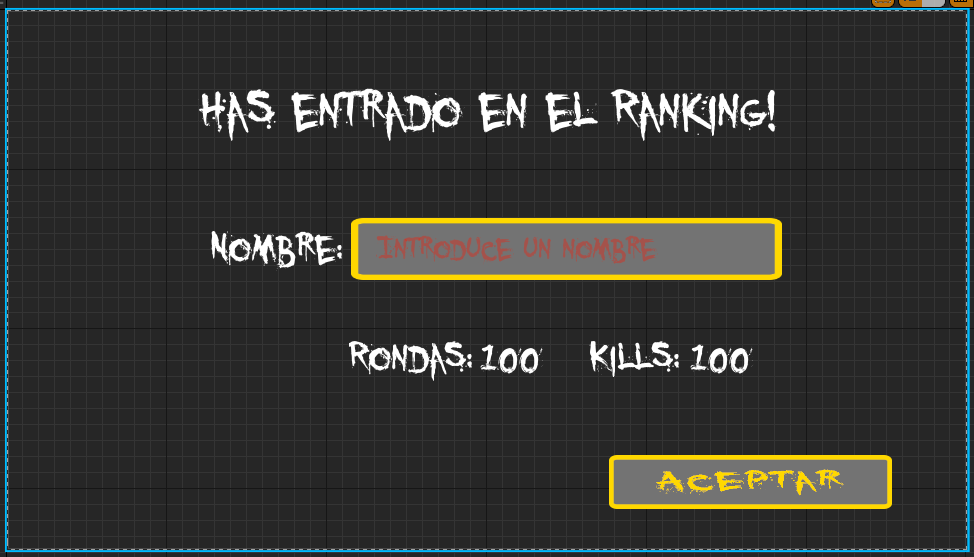 HAS ENTRADO EN EL RANKING!
NOMBRE: INTRODUCE UN NOMBRE
RONDAS: 100 KILLS: 100
ACEPTAR